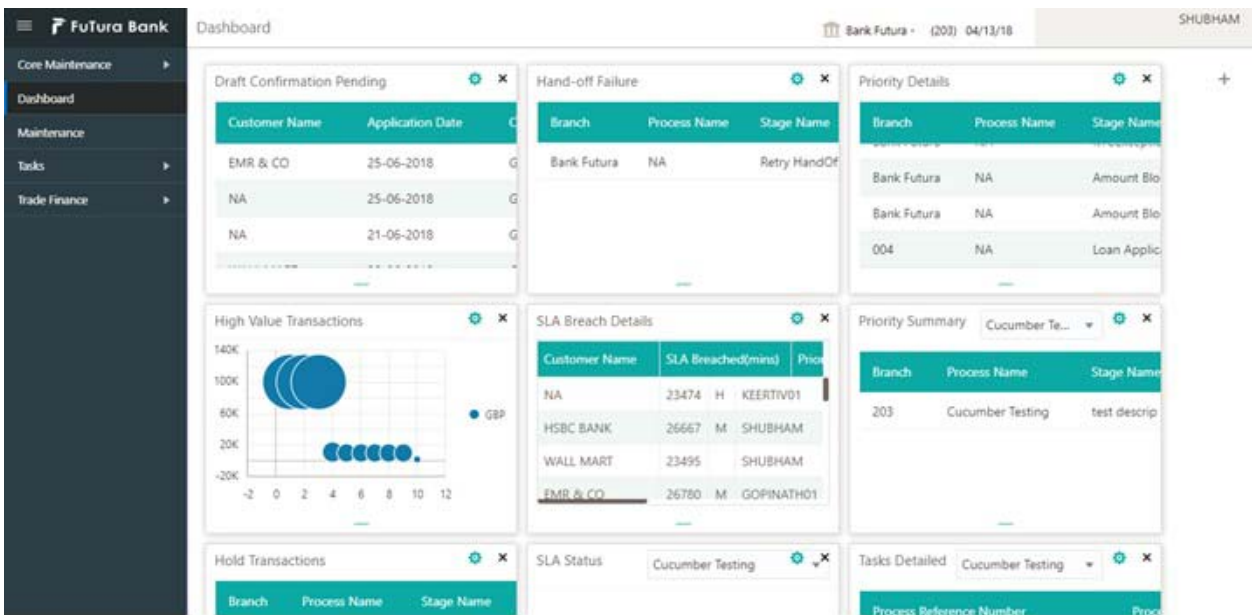 FuTura Bank
Dashboard
Bank Futura - (203) 04/13/18
SHUBHAM
Core Maintenance
Dashboard
Maintenance
Tasks
Trade Finance
Draft Confirmation Pending
Customer Name Application Date C
EMR & CO 25-06-2018 G
NA 25-06-2018 G
NA 21-06-2018 G
Hand-off Failure
Branch Process Name Stage Name
Bank Futura NA Retry HandOf
Priority Details
Branch Process Name Stage Name
Bank Futura NA Amount Blo
Bank Futura NA Amount Blo
004 NA Loan Applic
High Value Transactions
140K
100K
60K
20K
-20K
-2 0 2 4 6 8 10 12
GBP
SLA Breach Details
Customer Name SLA Breached(mins) Prior
NA 23474 H KEERTIV01
HSBC BANK 26667 M SHUBHAM
WALL MART 23495 SHUBHAM
EMR & CO 26780 M GOPINATH01
Priority Summary Cucumber Te...
Branch Process Name Stage Name
203 Cucumber Testing test descrip
Hold Transactions
Branch Process Name Stage Name
SLA Status Cucumber Testing
Tasks Detailed Cucumber Testing
Process Reference Number Proce